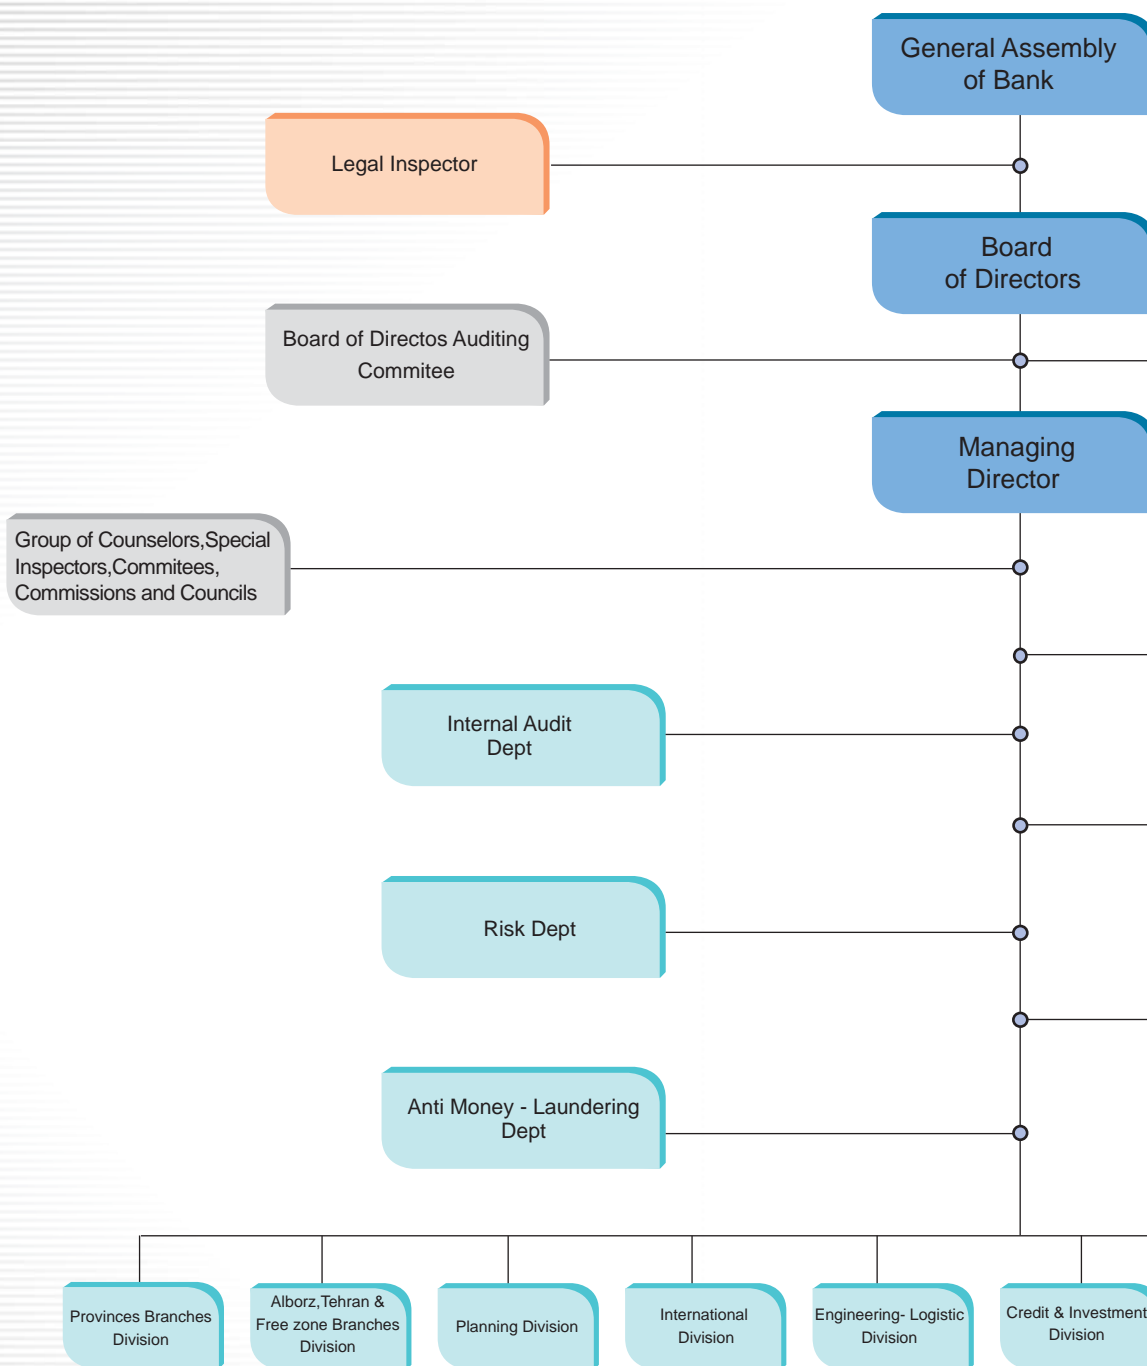 General Assembly
of Bank
Legal Inspector
Board
of Directors
Board of Directos Auditing
Commitee
Managing
Director
Group of Counselors,Special
Inspectors,Commitees,
Commissions and Councils
Internal Audit
Dept
Risk Dept
Anti Money - Laundering
Dept
Provinces Branches
Division
Alborz,Tehran &
Free zone Branches
Division
Planning Division
International
Division
Engineering- Logistic
Division
Credit & Investment
Division